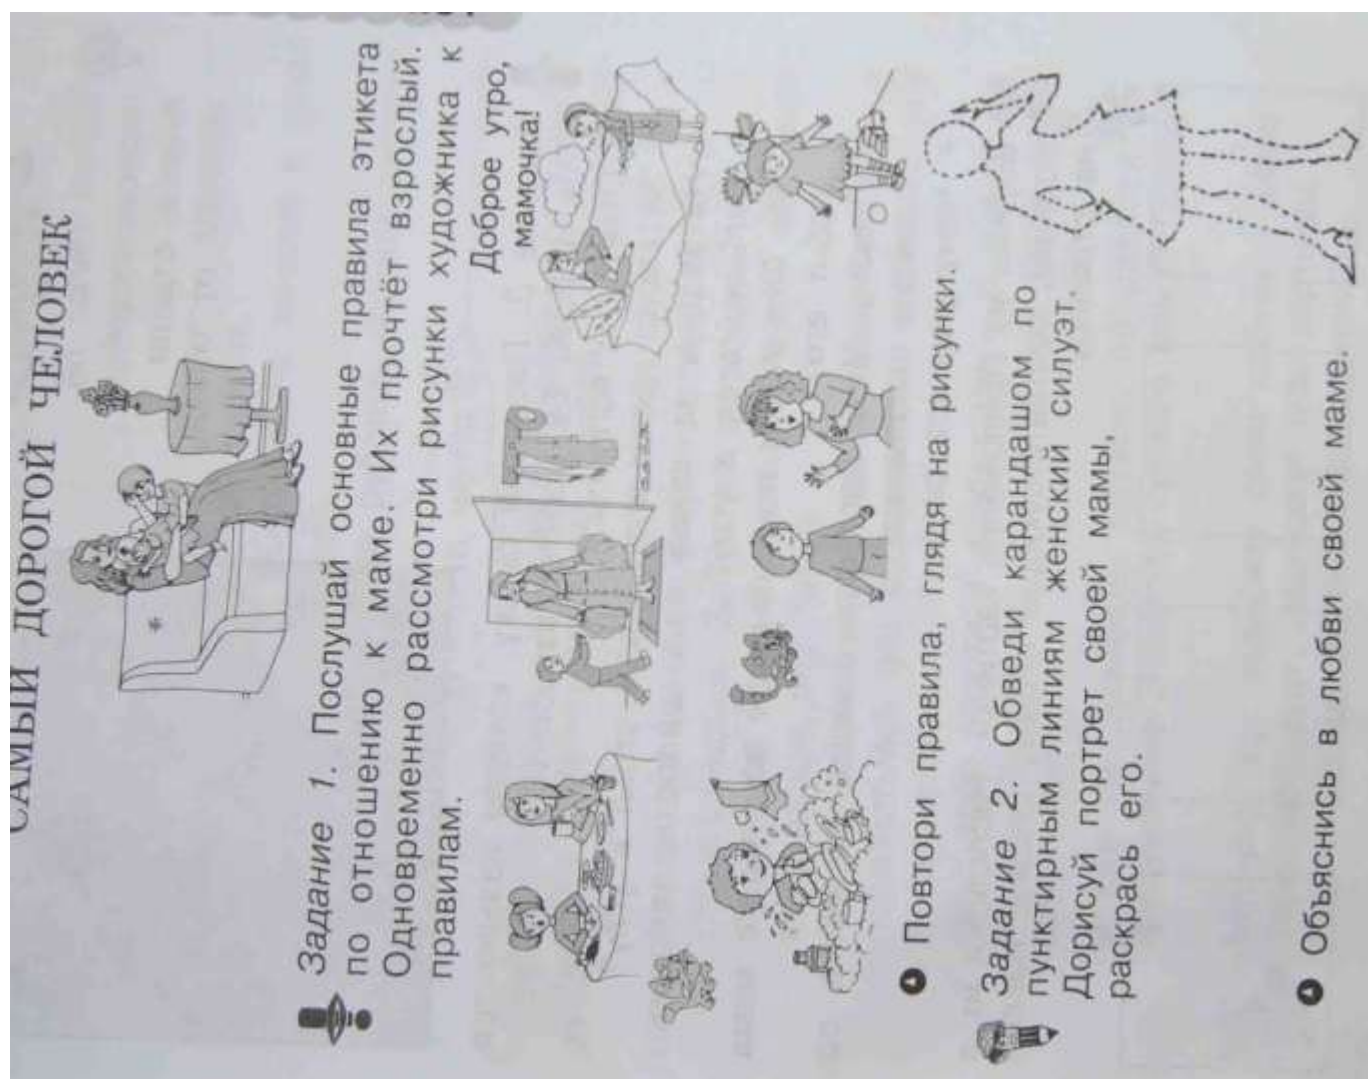 САМЫЙ ДОРОГОЙ ЧЕЛОВЕК
Задание 1. Послушай основные правила этикета
по отношению к маме. Их прочтёт взрослый.
Одновременно рассмотри рисунки художника к
правилам.
Доброе утро,
мамочка!
Повтори правила, глядя на рисунки.
Задание 2. Обведи карандашом по
пунктирным линиям женский силуэт.
Дорисуй портрет своей мамы,
раскрась его.
Объяснись в любви своей маме.